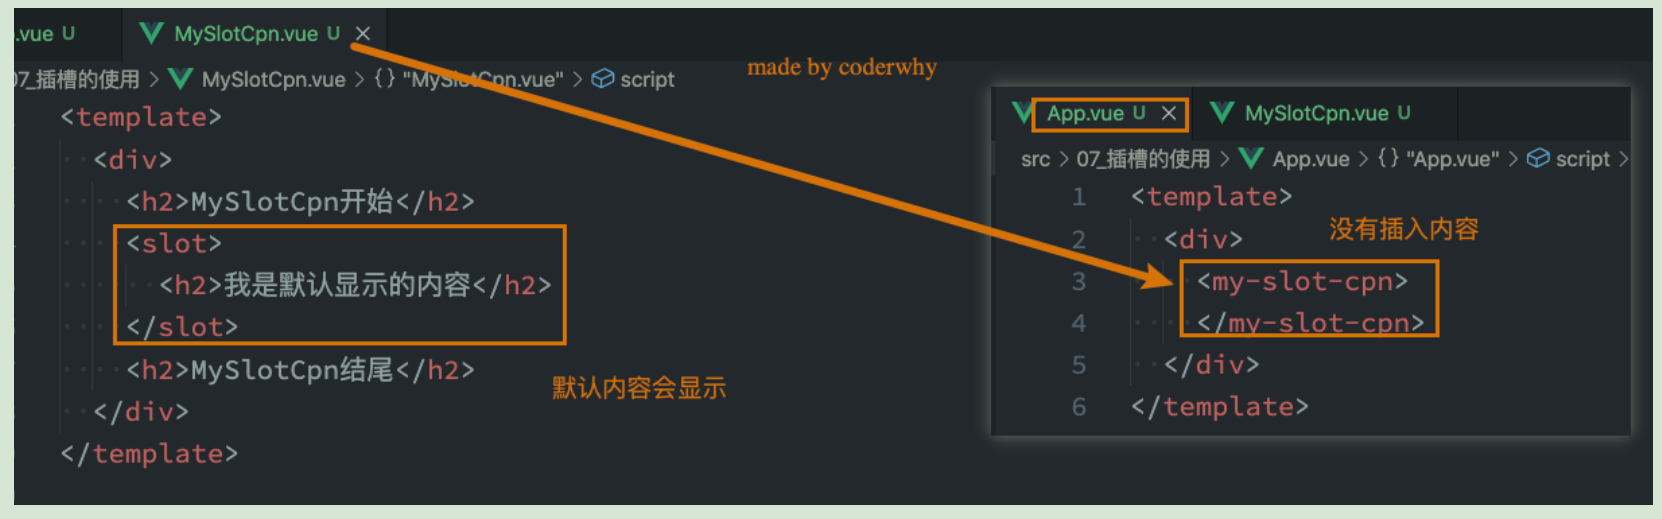 .vue U
MySlotCpn.vue U ×
07_插槽的使用 > MySlotCpn.vue > {} "MySlotCpn.vue" > script
<template>
<div>
<h2>MySlotCpn开始</h2>
<slot>
<h2>我是默认显示的内容</h2>
</slot>
<h2>MySlotCpn结尾</h2>
</div>
</template>
默认内容会显示
made by coderwhy
App.vue U ×
MySlotCpn.vue U
src > 07_插槽的使用 > App.vue > {} "App.vue" > script >
1 <template>
没有插入内容
2 <div>
3 <my-slot-cpn>
4 </my-slot-cpn>
5 </div>
6 </template>